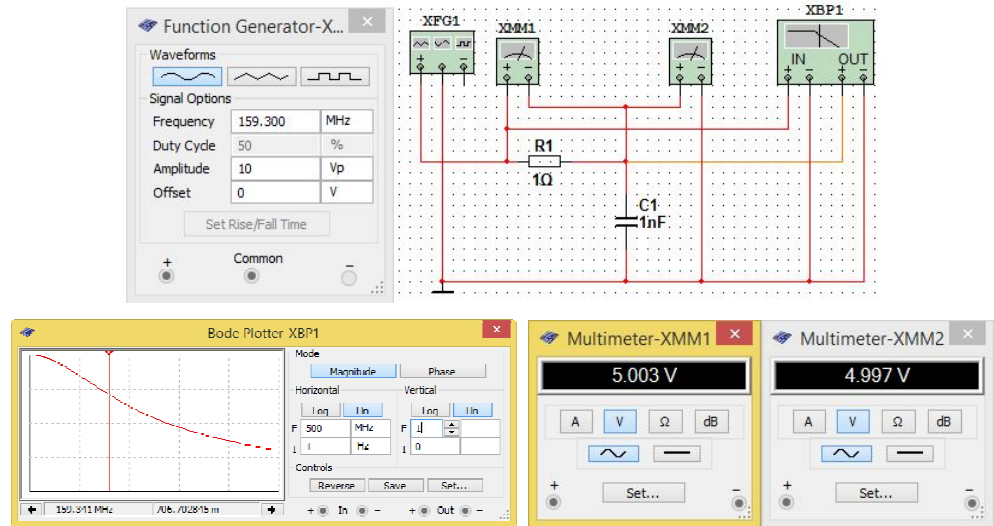 Function Generator-X...
Waveforms
Signal Options
Frequency 159.300 MHz
Duty Cycle 50 %
Amplitude 10 Vp
Offset 0 V
Set Rise/Fall Time
+ Common −
XFG1
XMM1
XMM2
XBP1
IN OUT
R1
1Ω
C1
1nF
Bode Plotter XBP1
Mode
Magnitude Phase
Horizontal Vertical
Log Lin Log Lin
F 500 MHz F 1
I 1 Hz I 0
Controls
Reverse Save Set...
159.341 MHz 706.702845 m + In − + Out −
Multimeter-XMM1
5.003 V
A V Ω dB
Set...
+ −
Multimeter-XMM2
4.997 V
A V Ω dB
Set...
+ −